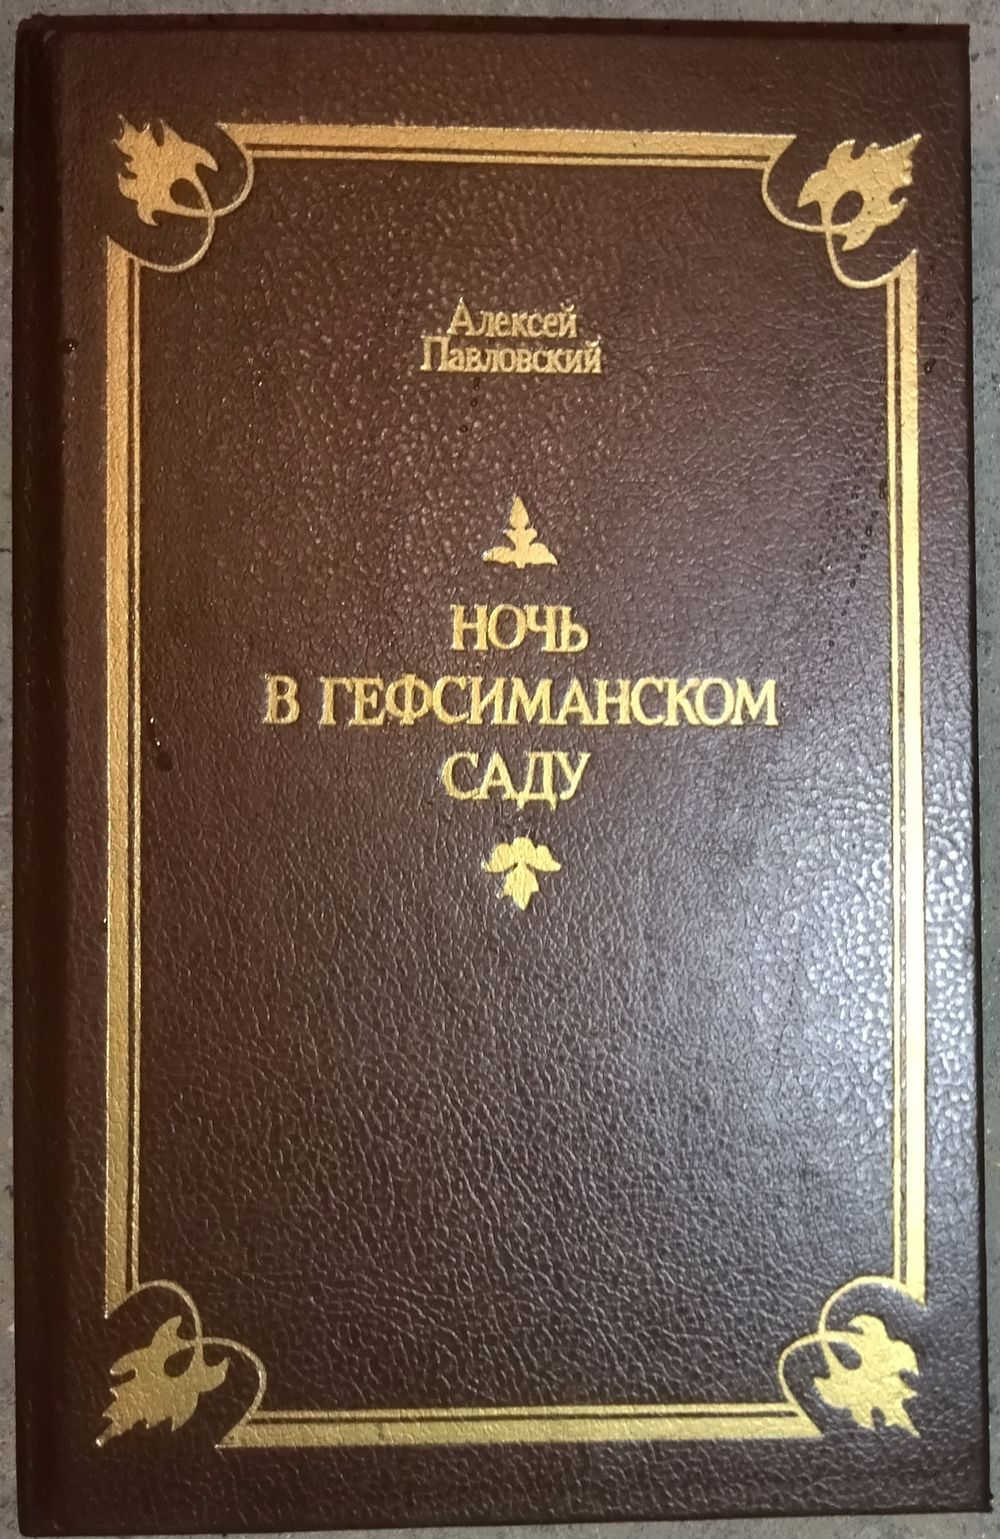 Алексей
Павловский
НОЧЬ
В ГЕФСИМАНСКОМ
САДУ